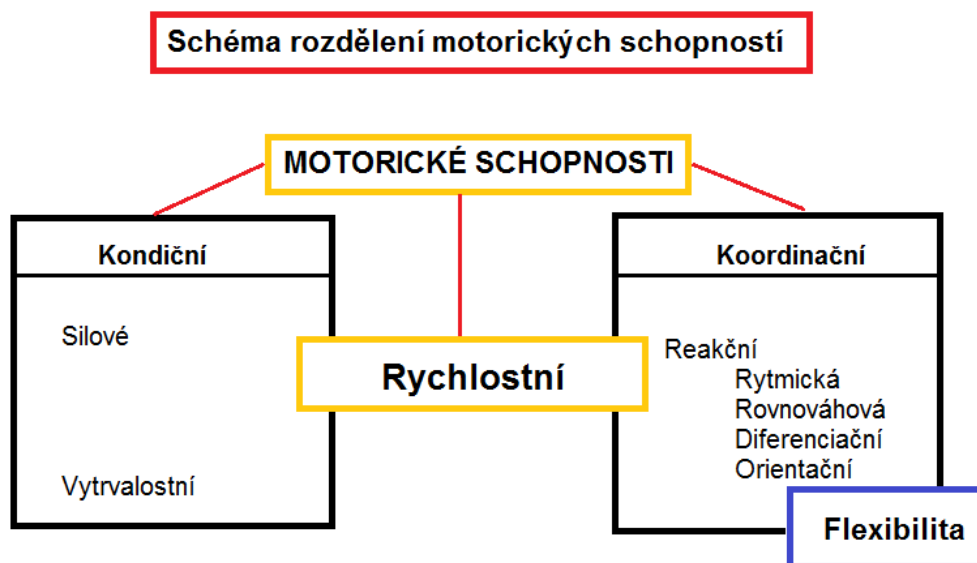 Schéma rozdělení motorických schopností
MOTORICKÉ SCHOPNOSTI
Kondiční
Silové
Vytrvalostní
Rychlostní
Koordinační
Reakční
Rytmická
Rovnováhová
Diferenciační
Orientační
Flexibilita